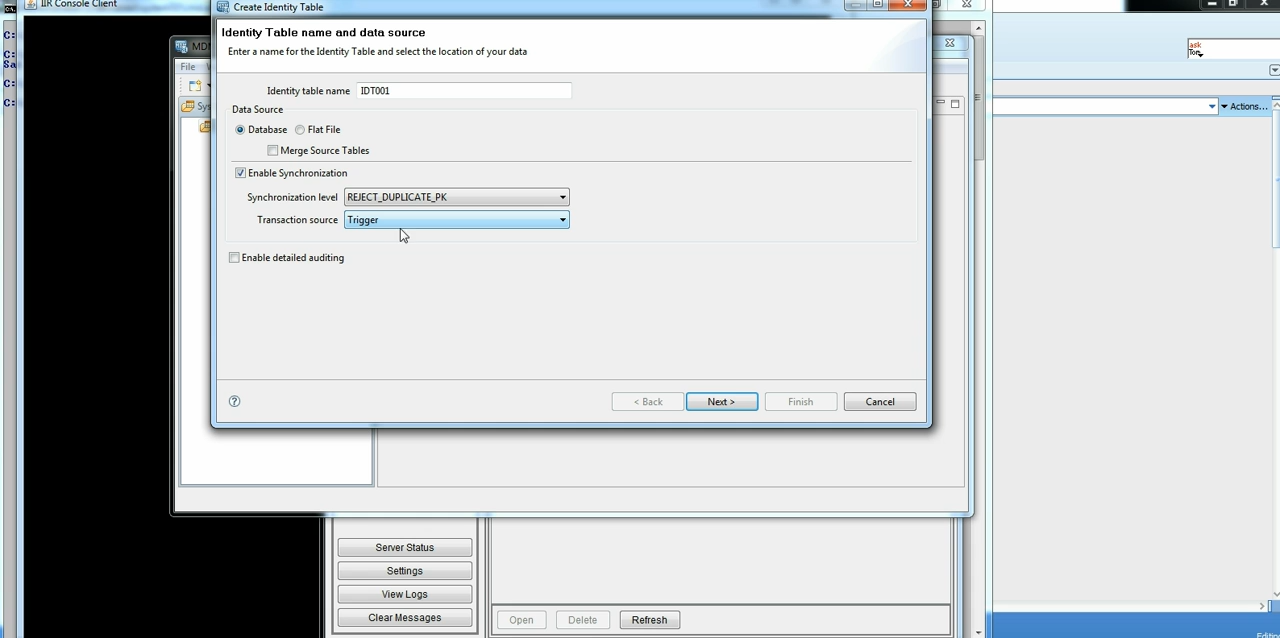 IIR Console Client
Create Identity Table
Identity Table name and data source
Enter a name for the Identity Table and select the location of your data
Identity table name IDT001
Data Source
Database Flat File
Merge Source Tables
Enable Synchronization
Synchronization level REJECT_DUPLICATE_PK
Transaction source Trigger
Enable detailed auditing
< Back Next > Finish Cancel
File
C:
C:
C:
C:
ask
Actions...
Server Status
Settings
View Logs
Clear Messages
Open Delete Refresh